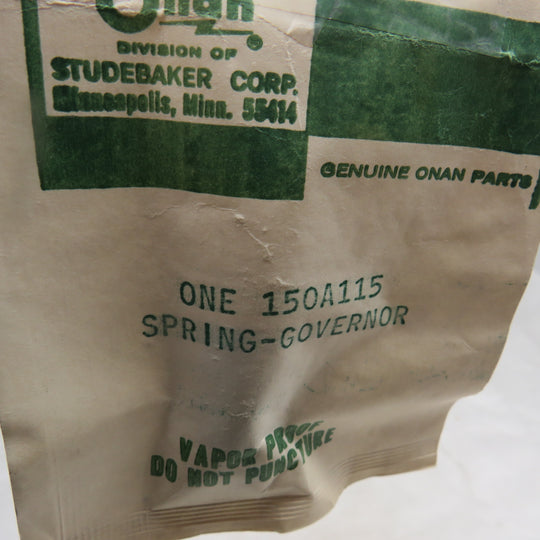 Onan
®
DIVISION OF
STUDEBAKER CORP.
Minneapolis, Minn. 55414
GENUINE ONAN PARTS
ONE 150A115
SPRING-GOVERNOR
VAPOR PROOF
DO NOT PUNCTURE